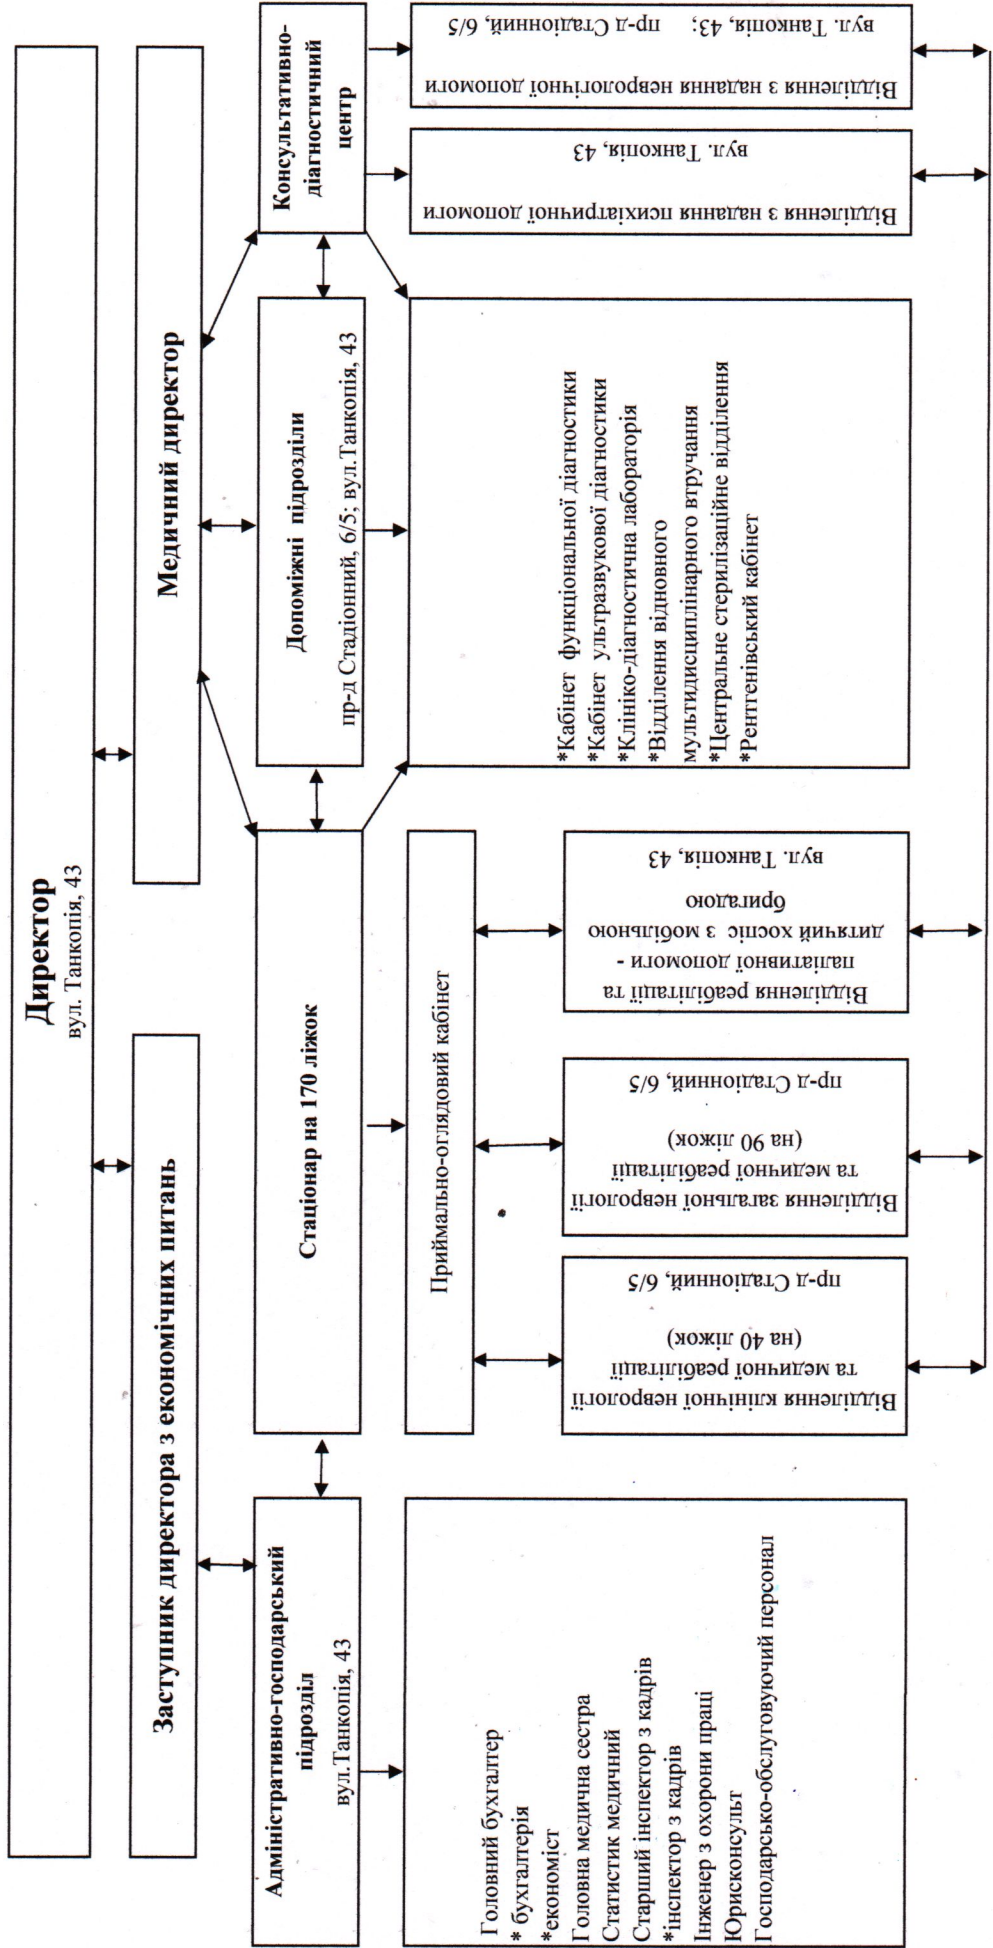 Директор
вул. Танкопія, 43
Заступник директора з економічних питань
Медичний директор
Адміністративно-господарський
підрозділ
вул.Танкопія, 43
Стаціонар на 170 ліжок
Допоміжні підрозділи
пр-д Стадіонний, 6/5; вул.Танкопія, 43
Консультативно-
діагностичний
центр
Головний бухгалтер
* бухгалтерія
*економіст
Головна медична сестра
Статистик медичний
Старший інспектор з кадрів
*інспектор з кадрів
Інженер з охорони праці
Юрисконсульт
Господарсько-обслуговуючий персонал
Приймально-оглядовий кабінет
Відділення клінічної неврології
та медичної реабілітації
(на 40 ліжок)
пр-д Стадіонний, 6/5
Відділення загальної неврології
та медичної реабілітації
(на 90 ліжок)
пр-д Стадіонний, 6/5
Відділення реабілітації та
паліативної допомоги -
дитячий хоспіс з мобільною
бригадою
вул. Танкопія, 43
*Кабінет функціональної діагностики
*Кабінет ультразвукової діагностики
*Клініко-діагностична лабораторія
*Відділення відновного
мультидисциплінарного втручання
*Центральне стерилізаційне відділення
*Рентгенівський кабінет
Відділення з надання психіатричної допомоги
вул. Танкопія, 43
Відділення з надання неврологічної допомоги
вул. Танкопія, 43; пр-д Стадіонний, 6/5